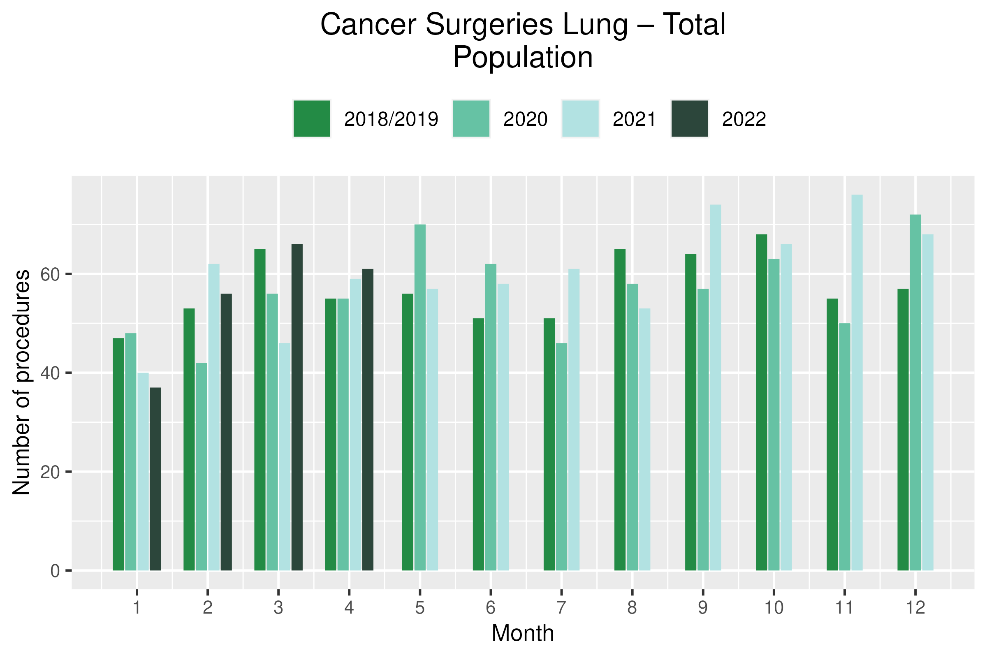 Cancer Surgeries Lung – Total
Population
2018/2019 2020 2021 2022
Number of procedures
60
40
20
0
1 2 3 4 5 6 7 8 9 10 11 12
Month